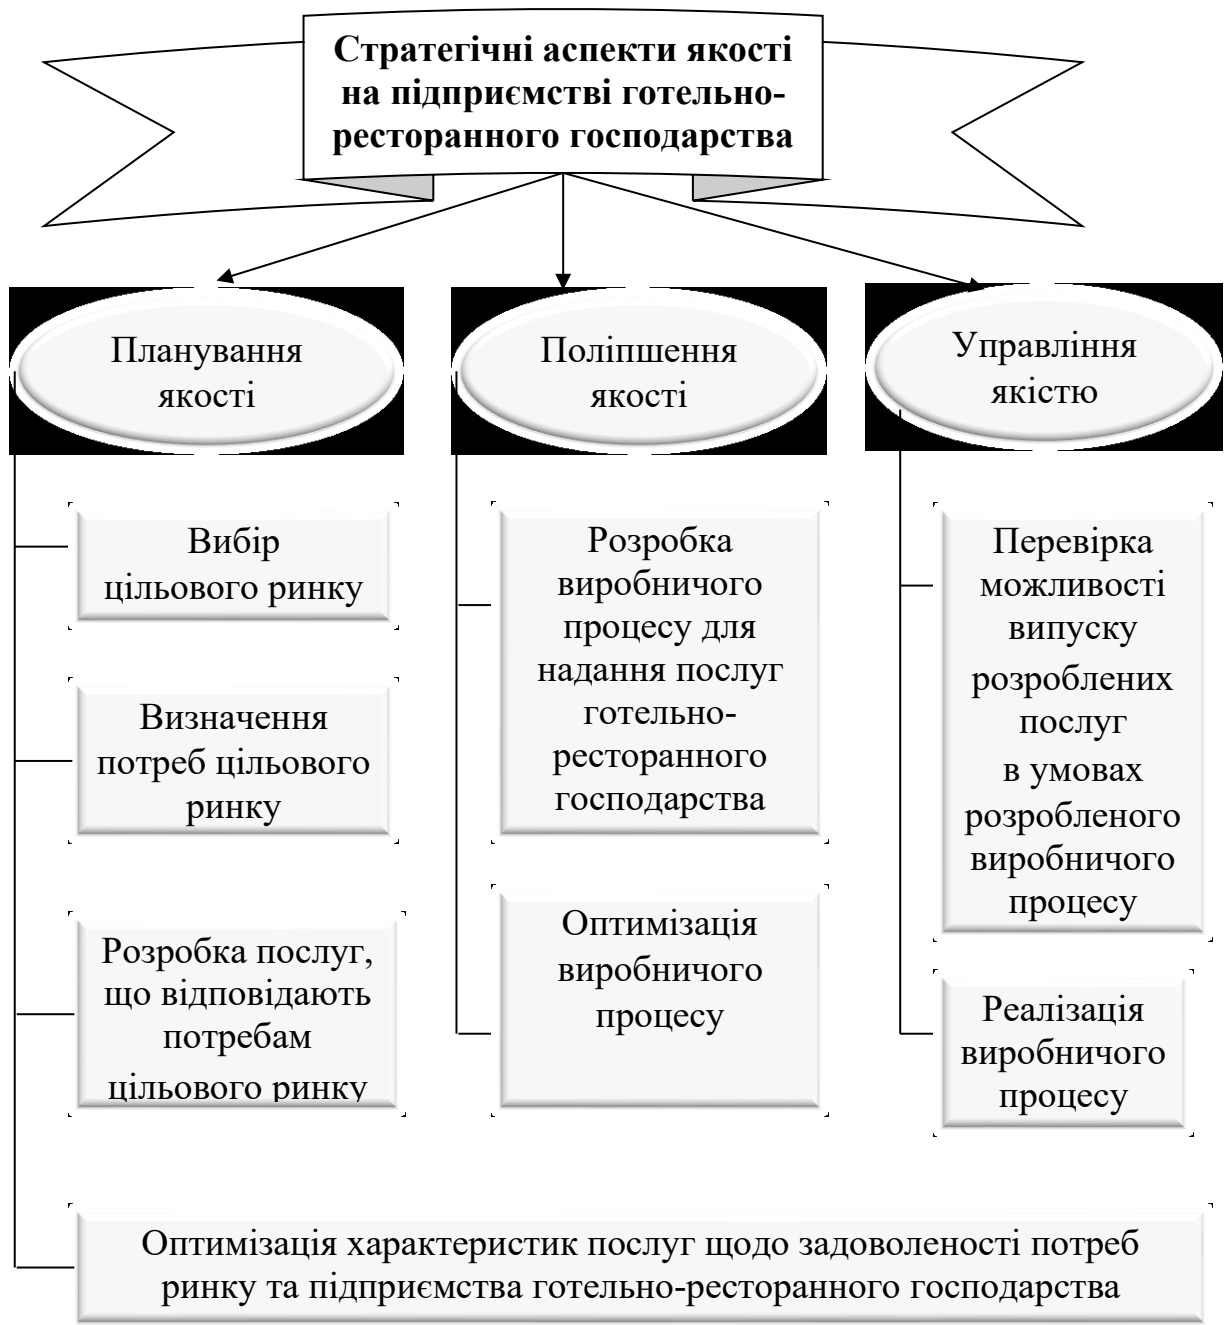 Стратегічні аспекти якості
на підприємстві готельно-
ресторанного господарства
Планування
якості
Поліпшення
якості
Управління
якістю
Вибір
цільового ринку
Визначення
потреб цільового
ринку
Розробка послуг,
що відповідають
потребам
цільового ринку
Розробка
виробничого
процесу для
надання послуг
готельно-
ресторанного
господарства
Оптимізація
виробничого
процесу
Перевірка
можливості
випуску
розроблених
послуг
в умовах
розробленого
виробничого
процесу
Реалізація
виробничого
процесу
Оптимізація характеристик послуг щодо задоволеності потреб
ринку та підприємства готельно-ресторанного господарства